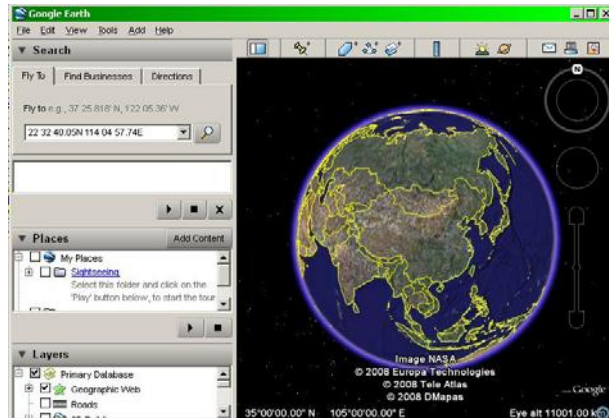 Google Earth
File Edit View Tools Add Help
Search
Fly To Find Businesses Directions
Fly to e.g., 37 25.818' N, 122 05.36' W
22 32 40.05N 114 04 57.74E
Places Add Content
My Places
Sightseeing
Select this folder and click on the
'Play' button below, to start the tour
Layers
Primary Database
Geographic Web
Roads
N
Image NASA
© 2008 Europa Technologies
© 2008 Tele Atlas
© 2008 DMapas
Google
35°00'00.00" N 105°00'00.00" E Eye alt 11001.00